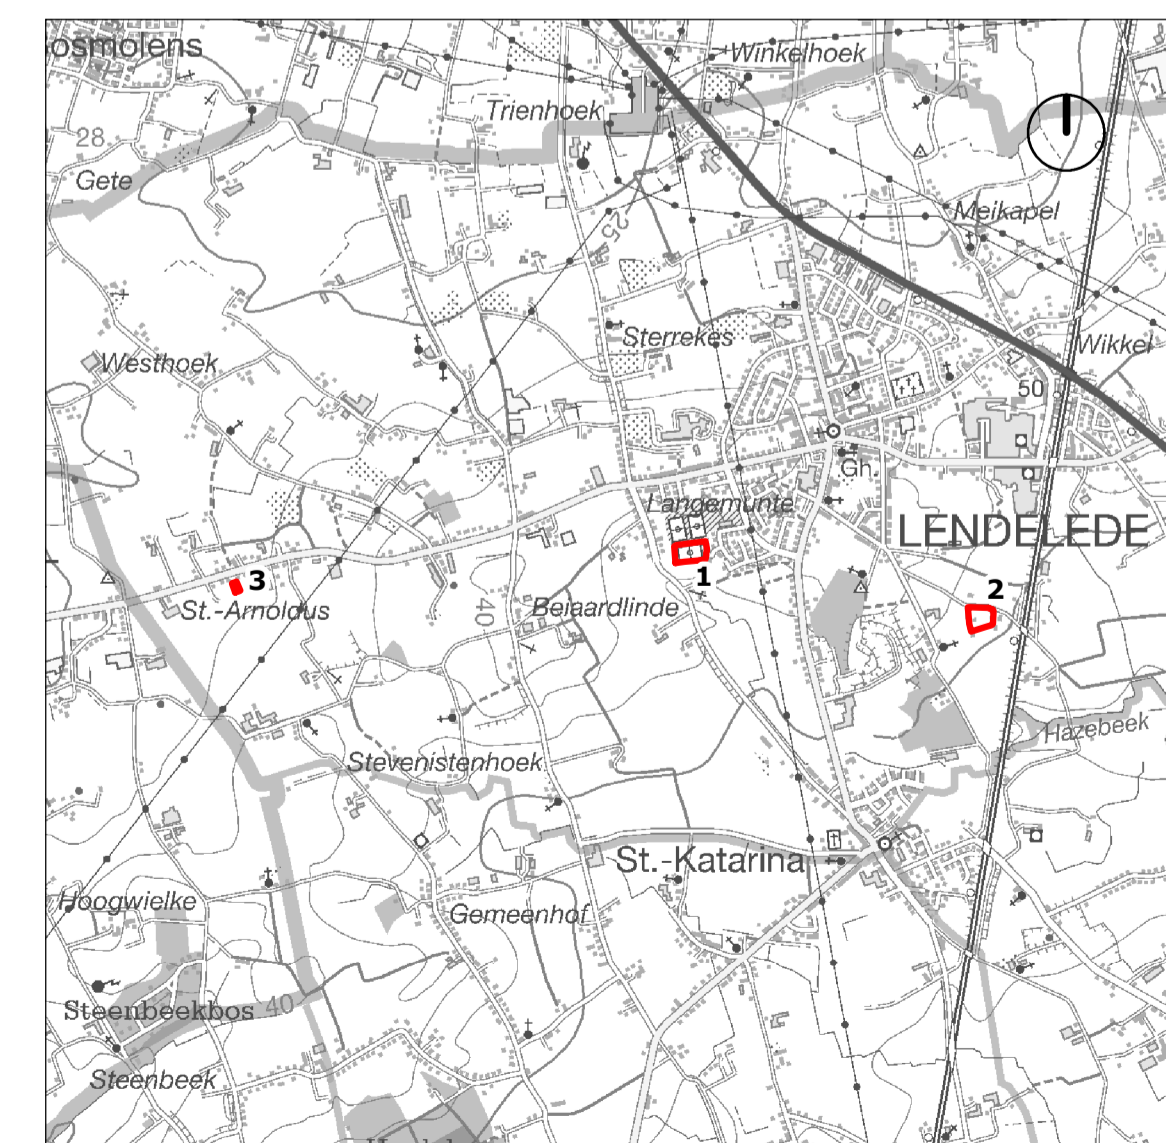 osmolens
Winkelhoek
Trienhoek
28
Gete
25
Meikapel
Sterrekes
Wikkel
Westhoek
50
Gh.
Langemunte
LENDELEDE
1
3
2
St.-Arnoldus
40
Beiaardlinde
Hazebeek
Stevenistenhoek
St.-Katarina
Hoogwielke
Gemeenhof
Steenbeekbos 40
Steenbeek